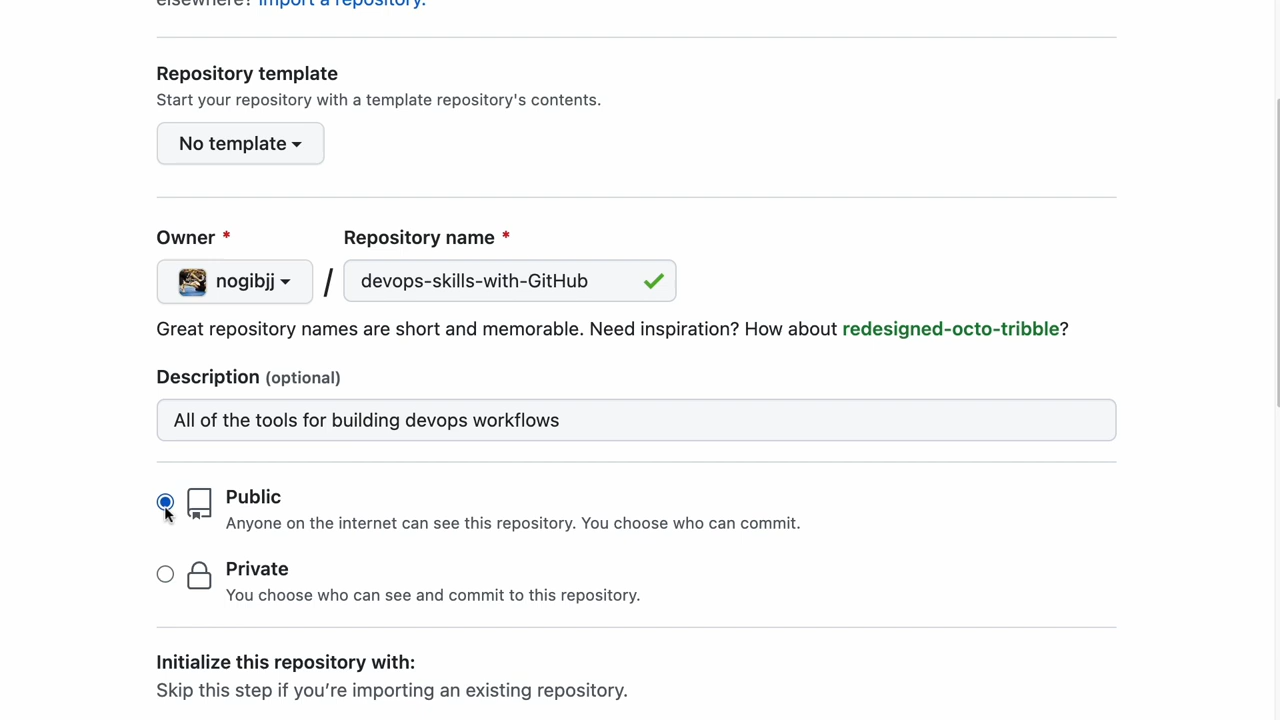 elsewhere? Import a repository.
Repository template
Start your repository with a template repository's contents.
No template
Owner * Repository name *
nogibjj / devops-skills-with-GitHub
Great repository names are short and memorable. Need inspiration? How about redesigned-octo-tribble?
Description (optional)
All of the tools for building devops workflows
Public
Anyone on the internet can see this repository. You choose who can commit.
Private
You choose who can see and commit to this repository.
Initialize this repository with:
Skip this step if you’re importing an existing repository.